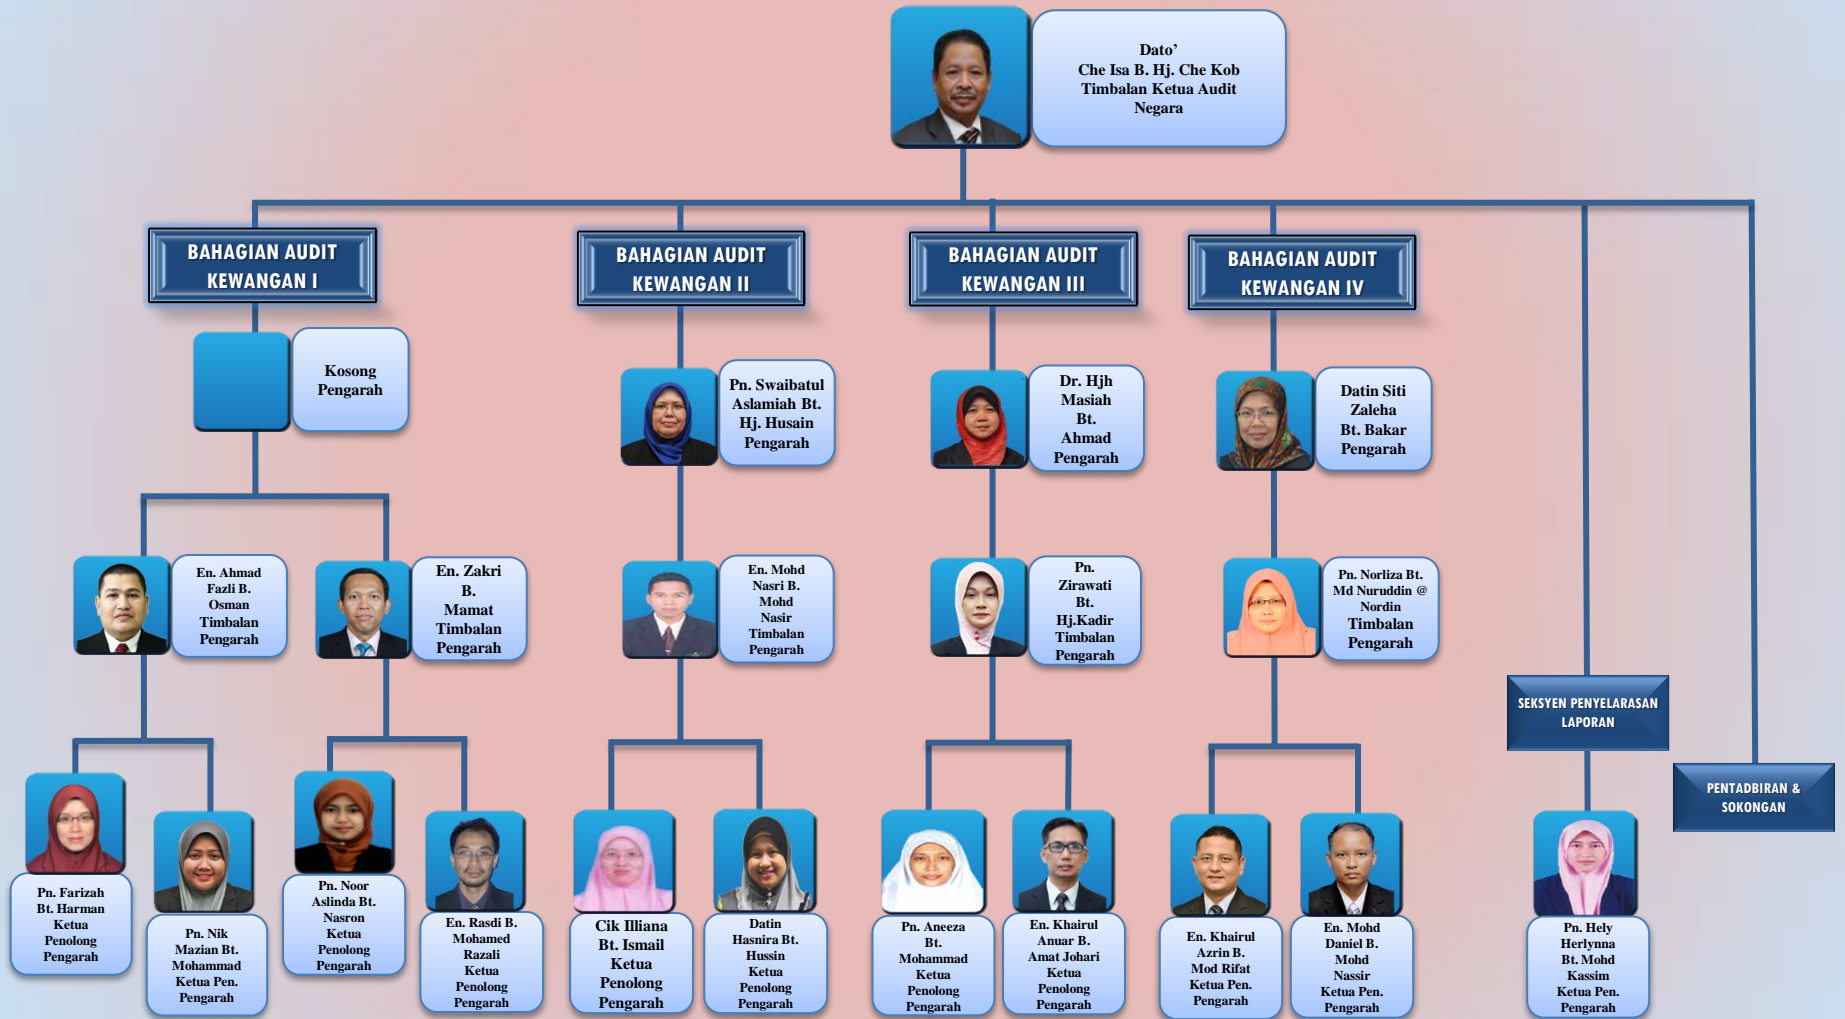 Dato’
Che Isa B. Hj. Che Kob
Timbalan Ketua Audit
Negara
BAHAGIAN AUDIT
KEWANGAN I
BAHAGIAN AUDIT
KEWANGAN II
BAHAGIAN AUDIT
KEWANGAN III
BAHAGIAN AUDIT
KEWANGAN IV
Kosong
Pengarah
Pn. Swaibatul
Aslamiah Bt.
Hj. Husain
Pengarah
Dr. Hjh
Masiah
Bt.
Ahmad
Pengarah
Datin Siti
Zaleha
Bt. Bakar
Pengarah
En. Ahmad
Fazli B.
Osman
Timbalan
Pengarah
En. Zakri
B.
Mamat
Timbalan
Pengarah
En. Mohd
Nasri B.
Mohd
Nasir
Timbalan
Pengarah
Pn.
Zirawati
Bt.
Hj.Kadir
Timbalan
Pengarah
Pn. Norliza Bt.
Md Nuruddin @
Nordin
Timbalan
Pengarah
SEKSYEN PENYELARASAN
LAPORAN
PENTADBIRAN &
SOKONGAN
Pn. Farizah
Bt. Harman
Ketua
Penolong
Pengarah
Pn. Nik
Mazian Bt.
Mohammad
Ketua Pen.
Pengarah
Pn. Noor
Aslinda Bt.
Nasron
Ketua
Penolong
Pengarah
En. Rasdi B.
Mohamed
Razali
Ketua
Penolong
Pengarah
Cik Illiana
Bt. Ismail
Ketua
Penolong
Pengarah
Datin
Hasnira Bt.
Hussin
Ketua
Penolong
Pengarah
Pn. Aneeza
Bt.
Mohammad
Ketua
Penolong
Pengarah
En. Khairul
Anuar B.
Amat Johari
Ketua
Penolong
Pengarah
En. Khairul
Azrin B.
Mod Rifat
Ketua Pen.
Pengarah
En. Mohd
Daniel B.
Mohd
Nassir
Ketua Pen.
Pengarah
Pn. Hely
Herlynna
Bt. Mohd
Kassim
Ketua Pen.
Pengarah